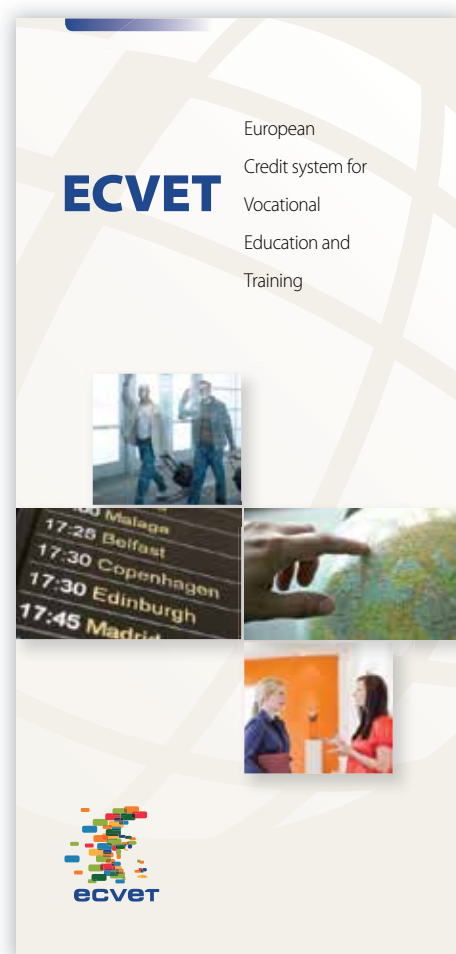 ECVET
European
Credit system for
Vocational
Education and
Training
Malaga
17:25 Belfast
17:30 Copenhagen
17:30 Edinburgh
17:45 Madrid
ecveT